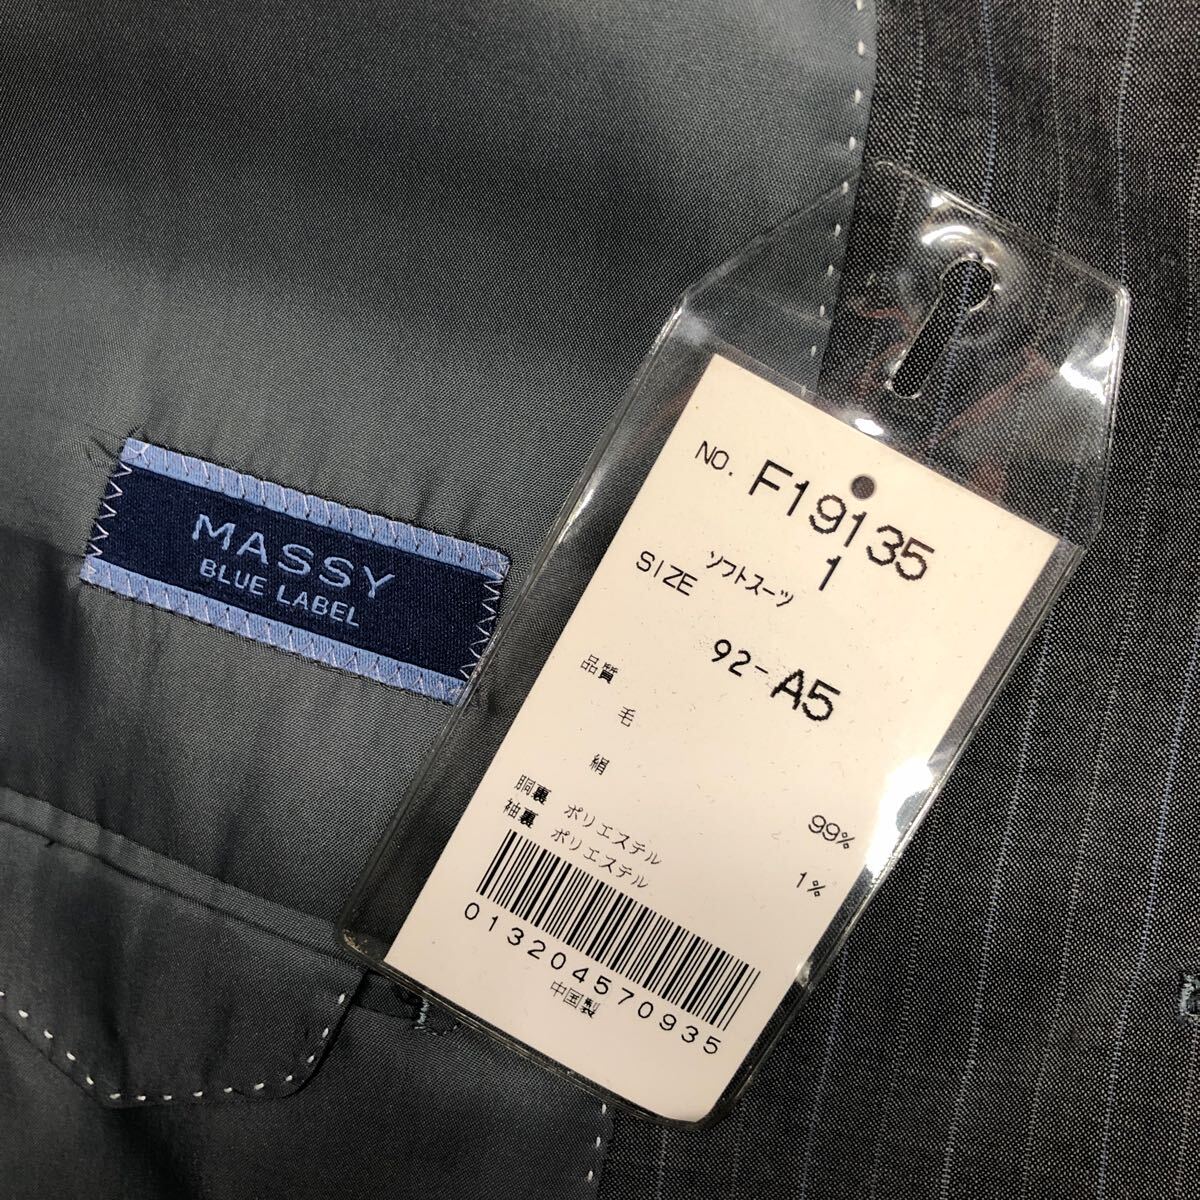 MASSY
BLUE LABEL
NO. F19135
1
ソフトスーツ
SIZE 92-A5
品質
毛 99%
絹 1%
胴裏 ポリエステル
袖裏 ポリエステル
013204570935
中国製